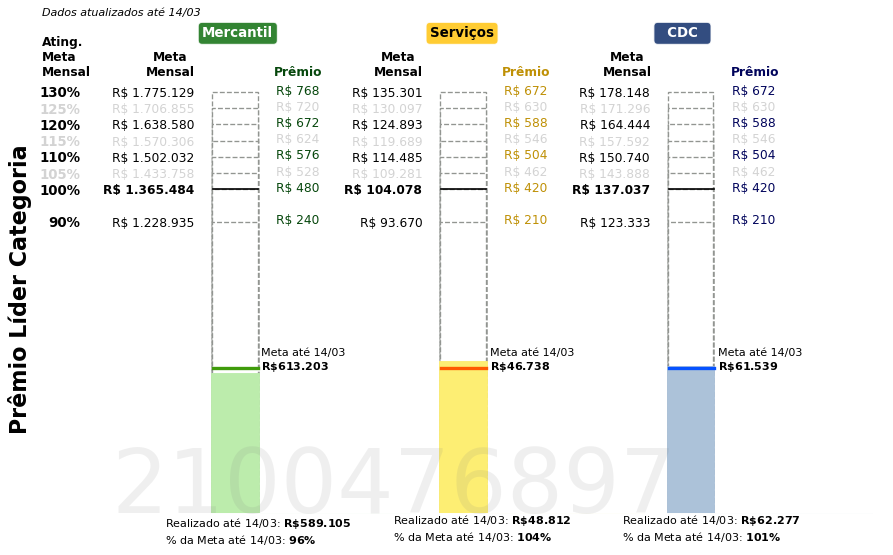 Dados atualizados até 14/03
Mercantil Serviços CDC
Ating.
Meta
Mensal
Meta
Mensal Prêmio Meta
Mensal Prêmio Meta
Mensal Prêmio
130% R$ 1.775.129 R$ 768 R$ 135.301 R$ 672 R$ 178.148 R$ 672
125% R$ 1.706.855 R$ 720 R$ 130.097 R$ 630 R$ 171.296 R$ 630
120% R$ 1.638.580 R$ 672 R$ 124.893 R$ 588 R$ 164.444 R$ 588
115% R$ 1.570.306 R$ 624 R$ 119.689 R$ 546 R$ 157.592 R$ 546
110% R$ 1.502.032 R$ 576 R$ 114.485 R$ 504 R$ 150.740 R$ 504
105% R$ 1.433.758 R$ 528 R$ 109.281 R$ 462 R$ 143.888 R$ 462
100% R$ 1.365.484 R$ 480 R$ 104.078 R$ 420 R$ 137.037 R$ 420
90% R$ 1.228.935 R$ 240 R$ 93.670 R$ 210 R$ 123.333 R$ 210
Prêmio Líder Categoria
Meta até 14/03 Meta até 14/03 Meta até 14/03
R$613.203 R$46.738 R$61.539
2100476897
Realizado até 14/03: R$589.105 Realizado até 14/03: R$48.812 Realizado até 14/03: R$62.277
% da Meta até 14/03: 96% % da Meta até 14/03: 104% % da Meta até 14/03: 101%